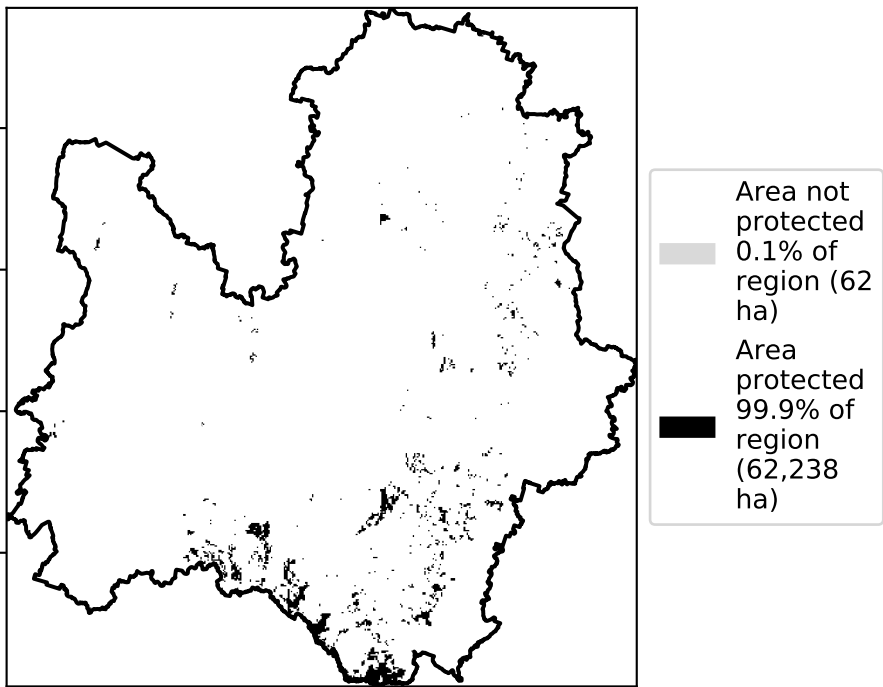 Area not
protected
0.1% of
region (62
ha)
Area
protected
99.9% of
region
(62,238
ha)